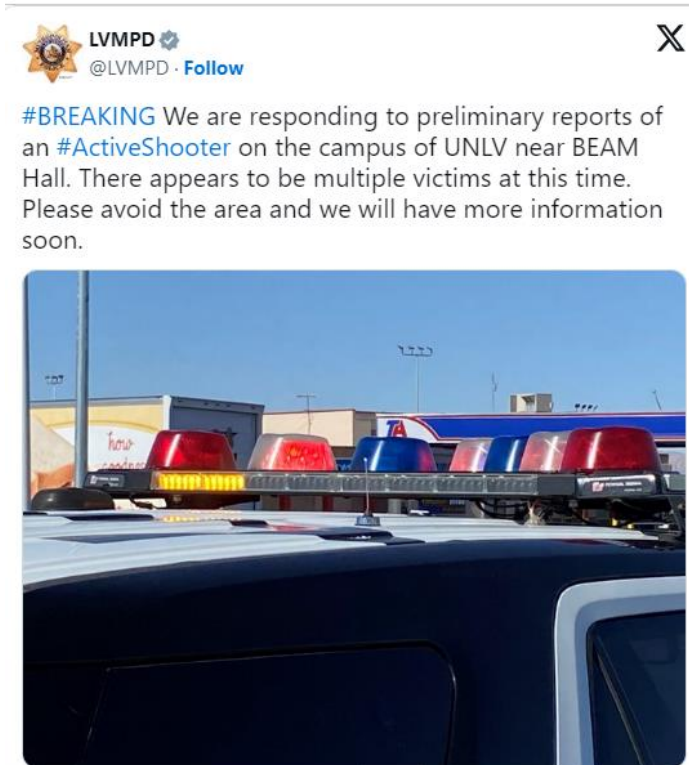 LVMPD
@LVMPD · Follow
#BREAKING We are responding to preliminary reports of
an #ActiveShooter on the campus of UNLV near BEAM
Hall. There appears to be multiple victims at this time.
Please avoid the area and we will have more information
soon.
how
TA